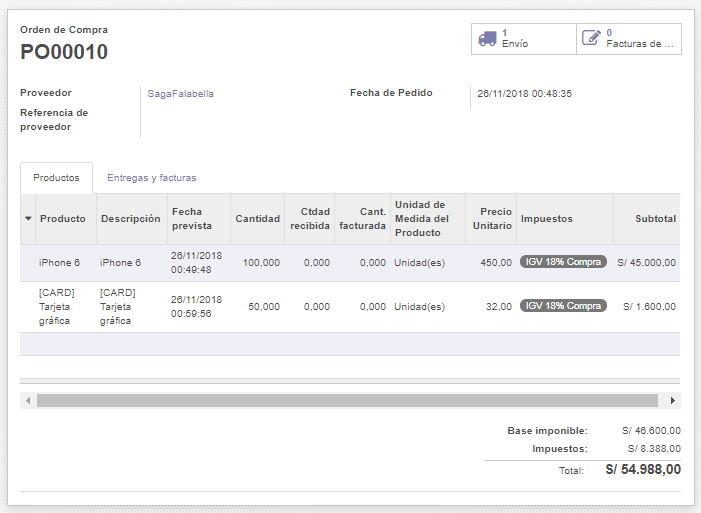 Orden de Compra
PO00010
1
Envío
0
Facturas de ...
Proveedor
SagaFalabella
Referencia de
proveedor
Fecha de Pedido
26/11/2018 00:48:35
Productos
Entregas y facturas
Producto
Descripción
Fecha
prevista
Cantidad
Ctdad
recibida
Cant.
facturada
Unidad de
Medida del
Producto
Precio
Unitario
Impuestos
Subtotal
iPhone 6
iPhone 6
26/11/2018
00:49:48
100,000
0,000
0,000
Unidad(es)
450,00
IGV 18% Compra
S/ 45.000,00
[CARD]
Tarjeta
gráfica
[CARD]
Tarjeta
gráfica
26/11/2018
00:59:56
50,000
0,000
0,000
Unidad(es)
32,00
IGV 18% Compra
S/ 1.600,00
Base imponible: S/ 46.600,00
Impuestos: S/ 8.388,00
Total: S/ 54.988,00